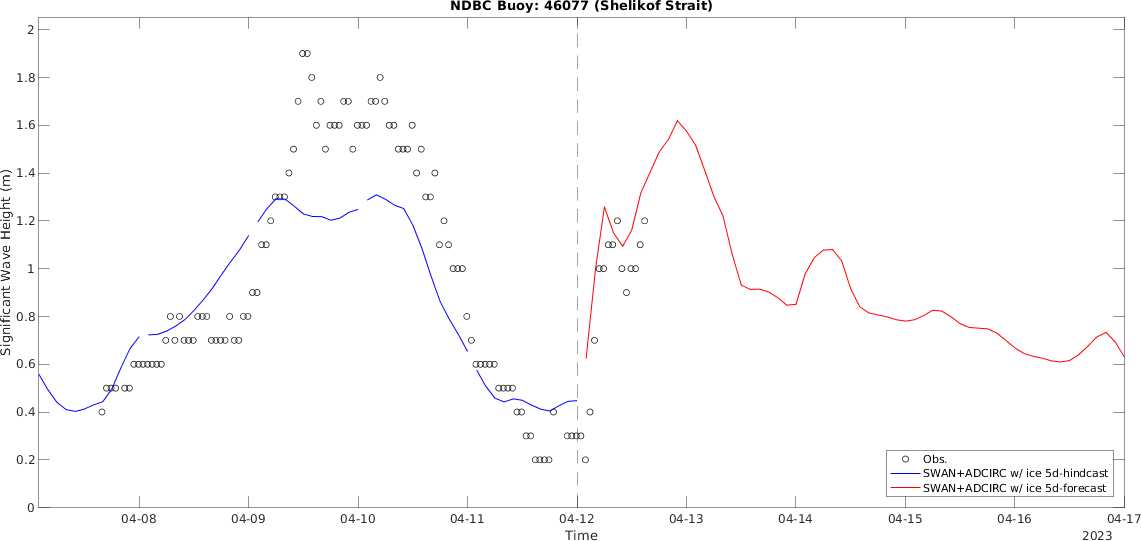 NDBC Buoy: 46077 (Shelikof Strait)
Significant Wave Height (m)
2
1.8
1.6
1.4
1.2
1
0.8
0.6
0.4
0.2
0
Obs.
SWAN+ADCIRC w/ ice 5d-hindcast
SWAN+ADCIRC w/ ice 5d-forecast
04-08 04-09 04-10 04-11 04-12 04-13 04-14 04-15 04-16 04-17
Time
2023